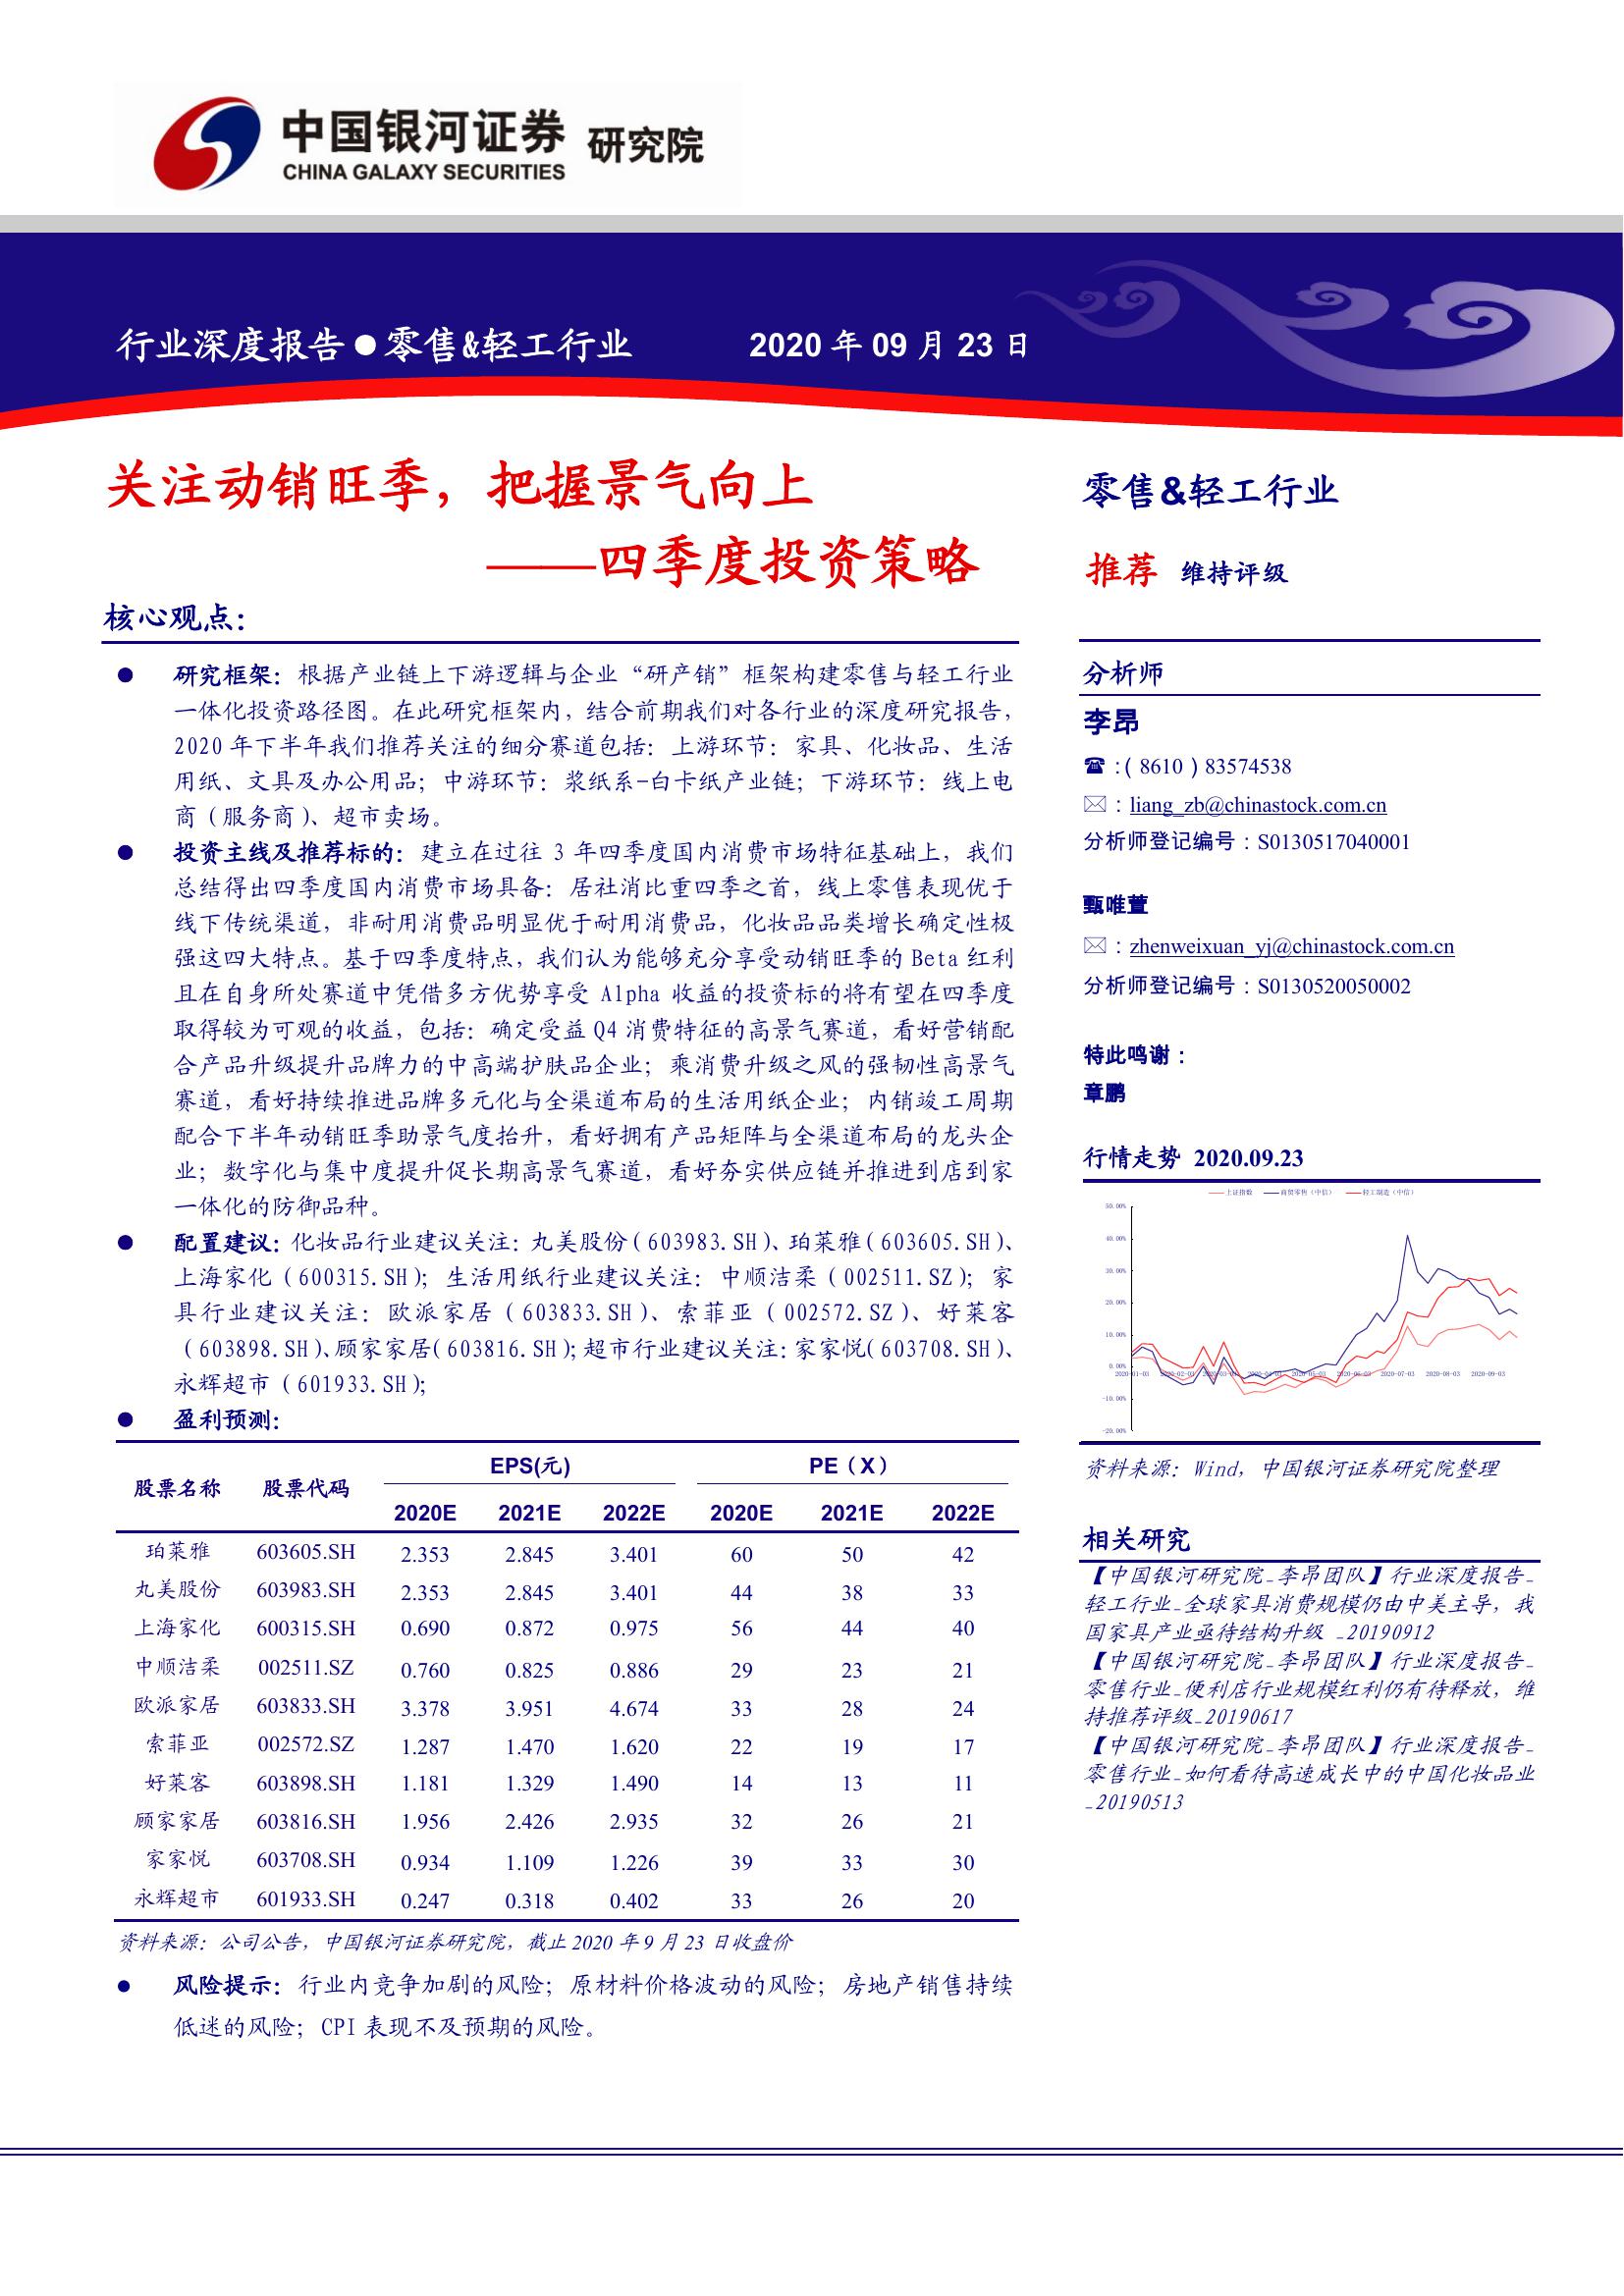 中国银河证券 研究院
CHINA GALAXY SECURITIES
行业深度报告●零售&轻工行业 2020 年 09 月 23 日
关注动销旺季，把握景气向上
——四季度投资策略
核心观点：
● 研究框架：根据产业链上下游逻辑与企业“研产销”框架构建零售与轻工行业
一体化投资路径图。在此研究框架内，结合前期我们对各行业的深度研究报告，
2020 年下半年我们推荐关注的细分赛道包括：上游环节：家具、化妆品、生活
用纸、文具及办公用品；中游环节：浆纸系-白卡纸产业链；下游环节：线上电
商（服务商）、超市卖场。
● 投资主线及推荐标的：建立在过往 3 年四季度国内消费市场特征基础上，我们
总结得出四季度国内消费市场具备：居社消比重四季之首，线上零售表现优于
线下传统渠道，非耐用消费品明显优于耐用消费品，化妆品品类增长确定性极
强这四大特点。基于四季度特点，我们认为能够充分享受动销旺季的 Beta 红利
且在自身所处赛道中凭借多方优势享受 Alpha 收益的投资标的将有望在四季度
取得较为可观的收益，包括：确定受益 Q4 消费特征的高景气赛道，看好营销配
合产品升级提升品牌力的中高端护肤品企业；乘消费升级之风的强韧性高景气
赛道，看好持续推进品牌多元化与全渠道布局的生活用纸企业；内销竣工周期
配合下半年动销旺季助景气度抬升，看好拥有产品矩阵与全渠道布局的龙头企
业；数字化与集中度提升促长期高景气赛道，看好夯实供应链并推进到店到家
一体化的防御品种。
● 配置建议：化妆品行业建议关注：丸美股份（603983.SH）、珀莱雅（603605.SH）、
上海家化（600315.SH）；生活用纸行业建议关注：中顺洁柔（002511.SZ）；家
具行业建议关注：欧派家居（603833.SH）、索菲亚（002572.SZ）、好莱客
（603898.SH）、顾家家居（603816.SH）；超市行业建议关注：家家悦（603708.SH）、
永辉超市（601933.SH）；
● 盈利预测：
股票名称 股票代码 EPS(元) PE（X）
2020E 2021E 2022E 2020E 2021E 2022E
珀莱雅 603605.SH 2.353 2.845 3.401 60 50 42
丸美股份 603983.SH 2.353 2.845 3.401 44 38 33
上海家化 600315.SH 0.690 0.872 0.975 56 44 40
中顺洁柔 002511.SZ 0.760 0.825 0.886 29 23 21
欧派家居 603833.SH 3.378 3.951 4.674 33 28 24
索菲亚 002572.SZ 1.287 1.470 1.620 22 19 17
好莱客 603898.SH 1.181 1.329 1.490 14 13 11
顾家家居 603816.SH 1.956 2.426 2.935 32 26 21
家家悦 603708.SH 0.934 1.109 1.226 39 33 30
永辉超市 601933.SH 0.247 0.318 0.402 33 26 20
资料来源：公司公告，中国银河证券研究院，截止 2020 年 9 月 23 日收盘价
● 风险提示：行业内竞争加剧的风险；原材料价格波动的风险；房地产销售持续
低迷的风险；CPI 表现不及预期的风险。
零售&轻工行业
推荐 维持评级
分析师
李昂
☎：（8610）83574538
✉：liang_zb@chinastock.com.cn
分析师登记编号：S0130517040001
甄唯萱
✉：zhenweixuan_yj@chinastock.com.cn
分析师登记编号：S0130520050002
特此鸣谢：
章鹏
行情走势 2020.09.23
上证指数 商贸零售（中信） 轻工制造（中信）
50.00%
40.00%
30.00%
20.00%
10.00%
0.00%
2020-01-03 2020-02-03 2020-03-03 2020-04-03 2020-05-03 2020-06-03 2020-07-03 2020-08-03 2020-09-03
-10.00%
-20.00%
资料来源：Wind，中国银河证券研究院整理
相关研究
【中国银河研究院_李昂团队】行业深度报告_
轻工行业_全球家具消费规模仍由中美主导，我
国家具产业亟待结构升级 _20190912
【中国银河研究院_李昂团队】行业深度报告_
零售行业_便利店行业规模红利仍有待释放，维
持推荐评级_20190617
【中国银河研究院_李昂团队】行业深度报告_
零售行业_如何看待高速成长中的中国化妆品业
_20190513